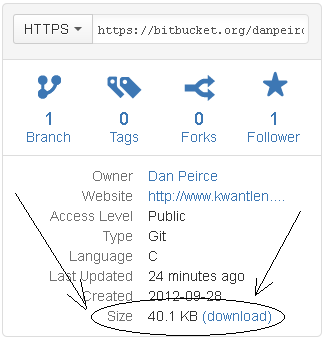 HTTPS https://bitbucket.org/danpeirc
1 0 0 1
Branch Tags Forks Follower
Owner Dan Peirce
Website http://www.kwantlen....
Access Level Public
Type Git
Language C
Last Updated 24 minutes ago
Created 2012-09-28
Size 40.1 KB (download)